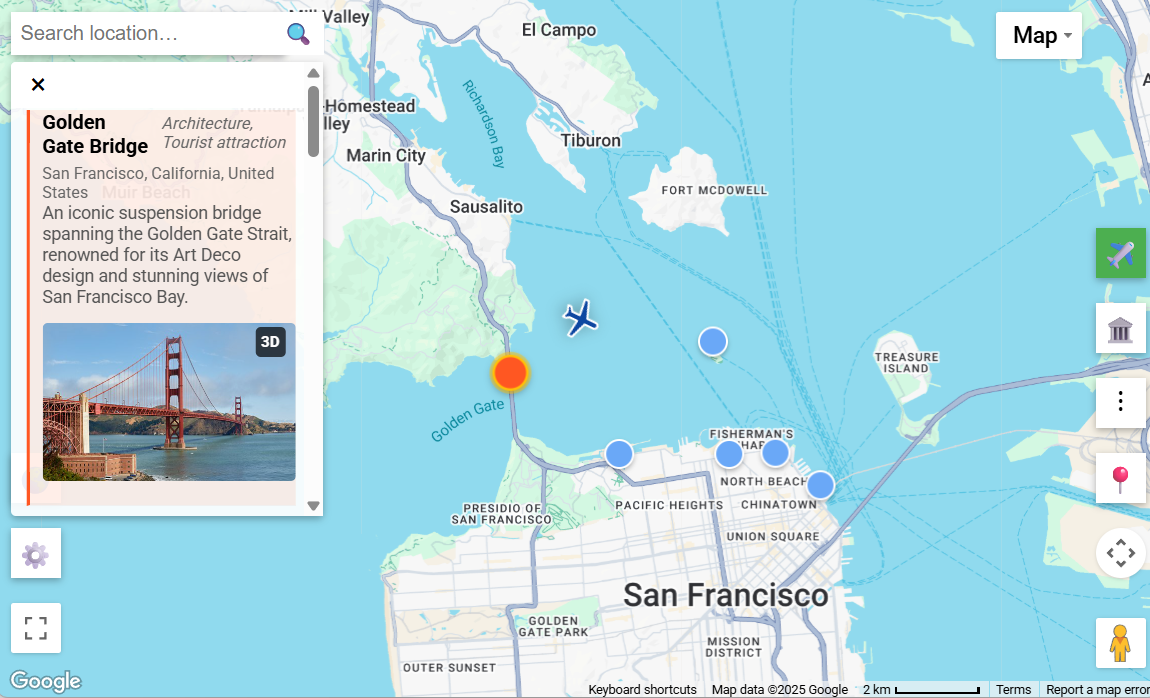 Search location...
Map
Mill Valley
El Campo
Golden
Gate Bridge
Architecture,
Tourist attraction
San Francisco, California, United
States
Muir Beach
An iconic suspension bridge
spanning the Golden Gate Strait,
renowned for its Art Deco
design and stunning views of
San Francisco Bay.
3D
-Homestead
Valley
Richardson Bay
Tiburon
Marin City
FORT MCDOWELL
Sausalito
TREASURE
ISLAND
Golden Gate
FISHERMAN'S
NORTH BEACH
PACIFIC HEIGHTS
CHINATOWN
PRESIDIO OF
SAN FRANCISCO
UNION SQUARE
San Francisco
GOLDEN
GATE PARK
MISSION
DISTRICT
OUTER SUNSET
Google
Keyboard shortcuts
Map data ©2025 Google
2 km
Terms
Report a map error